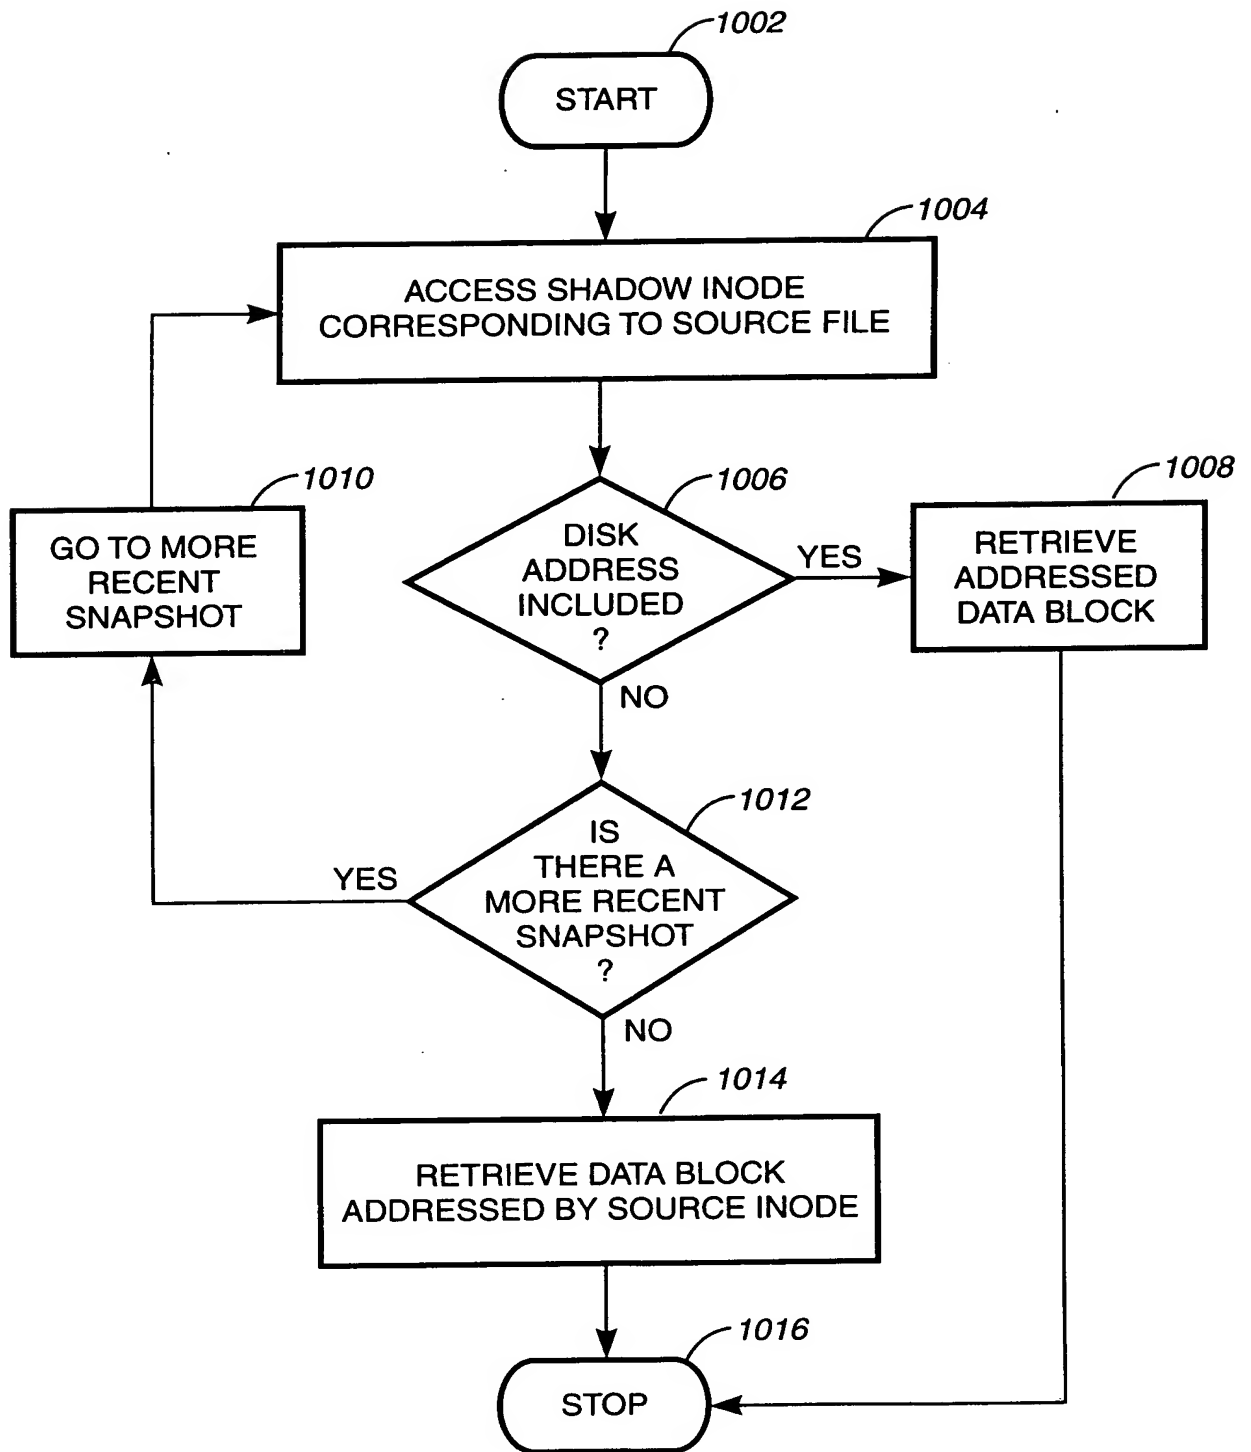 1002
START
1004
ACCESS SHADOW INODE
CORRESPONDING TO SOURCE FILE
1006
DISK
ADDRESS
INCLUDED
?
YES
1008
RETRIEVE
ADDRESSED
DATA BLOCK
1010
GO TO MORE
RECENT
SNAPSHOT
NO
1012
IS
THERE A
MORE RECENT
SNAPSHOT
?
YES
NO
1014
RETRIEVE DATA BLOCK
ADDRESSED BY SOURCE INODE
1016
STOP